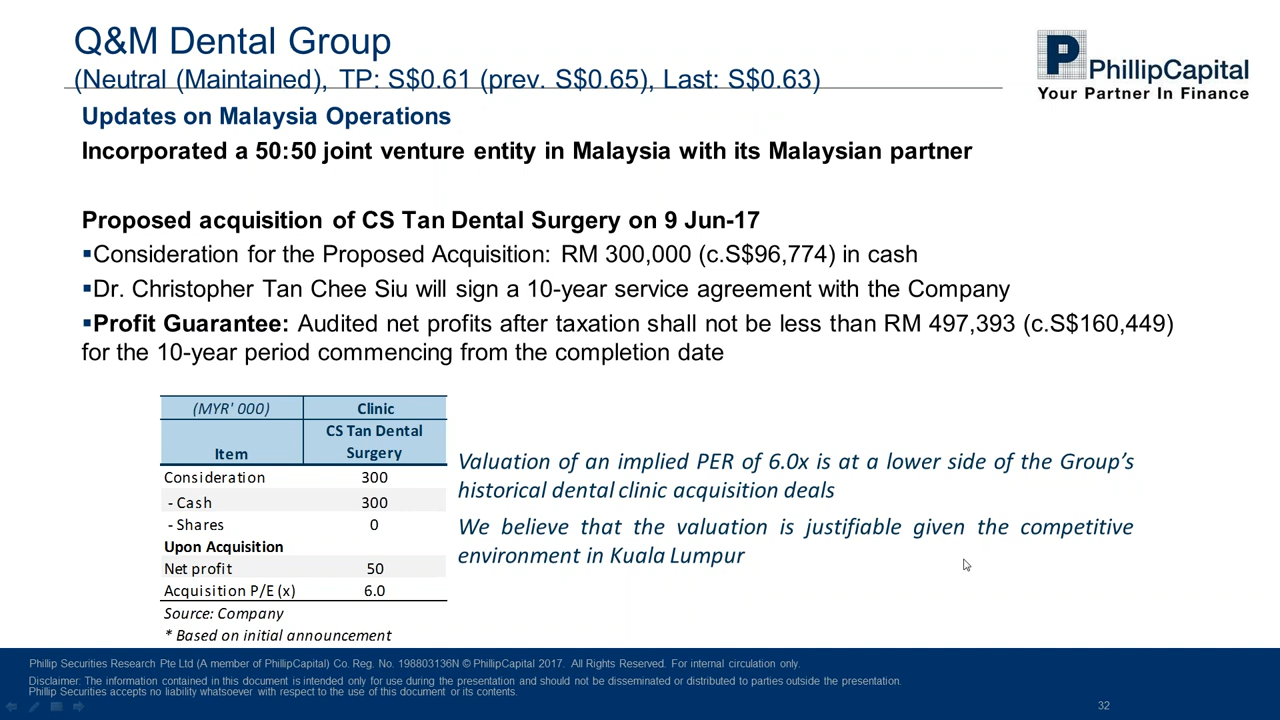 Q&M Dental Group
(Neutral (Maintained), TP: S$0.61 (prev. S$0.65), Last: S$0.63)
P PhillipCapital
Your Partner In Finance
Updates on Malaysia Operations
Incorporated a 50:50 joint venture entity in Malaysia with its Malaysian partner
Proposed acquisition of CS Tan Dental Surgery on 9 Jun-17
▪Consideration for the Proposed Acquisition: RM 300,000 (c.S$96,774) in cash
▪Dr. Christopher Tan Chee Siu will sign a 10-year service agreement with the Company
▪Profit Guarantee: Audited net profits after taxation shall not be less than RM 497,393 (c.S$160,449)
for the 10-year period commencing from the completion date
(MYR' 000) Clinic
Item CS Tan Dental
Surgery
Consideration 300
- Cash 300
- Shares 0
Upon Acquisition
Net profit 50
Acquisition P/E (x) 6.0
Source: Company
* Based on initial announcement
Valuation of an implied PER of 6.0x is at a lower side of the Group's
historical dental clinic acquisition deals
We believe that the valuation is justifiable given the competitive
environment in Kuala Lumpur
Phillip Securities Research Pte Ltd (A member of PhillipCapital) Co. Reg. No. 198803136N © PhillipCapital 2017. All Rights Reserved. For internal circulation only.
Disclaimer: The information contained in this document is intended only for use during the presentation and should not be disseminated or distributed to parties outside the presentation.
Phillip Securities accepts no liability whatsoever with respect to the use of this document or its contents.
32